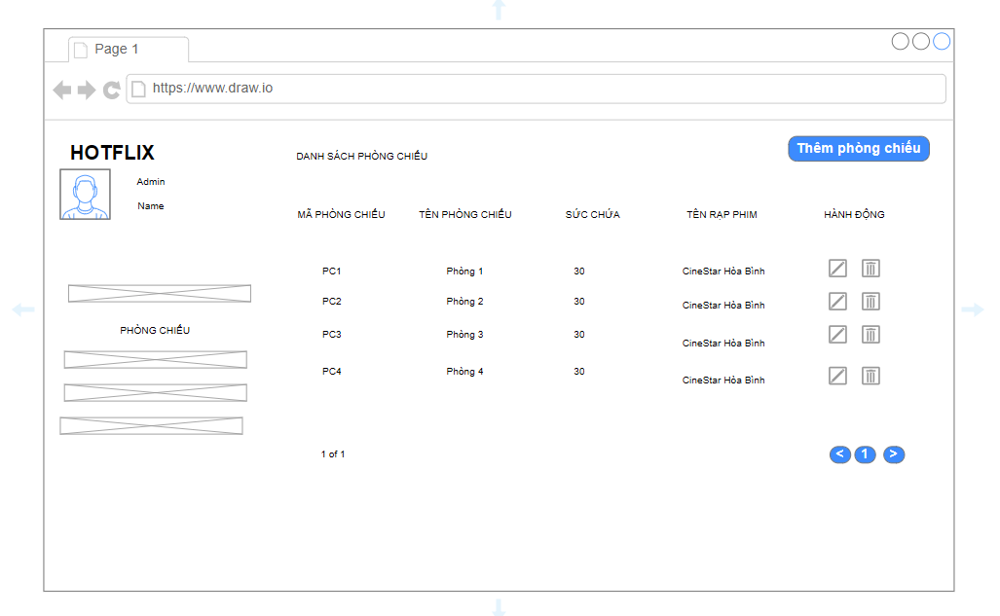 Page 1
https://www.draw.io
HOTFLIX
DANH SÁCH PHÒNG CHIẾU
Thêm phòng chiếu
Admin
Name
MÃ PHÒNG CHIẾU TÊN PHÒNG CHIẾU SỨC CHỨA TÊN RẠP PHIM HÀNH ĐỘNG
PC1 Phòng 1 30 CineStar Hòa Bình
PC2 Phòng 2 30 CineStar Hòa Bình
PHÒNG CHIẾU
PC3 Phòng 3 30 CineStar Hòa Bình
PC4 Phòng 4 30 CineStar Hòa Bình
1 of 1
< 1 >